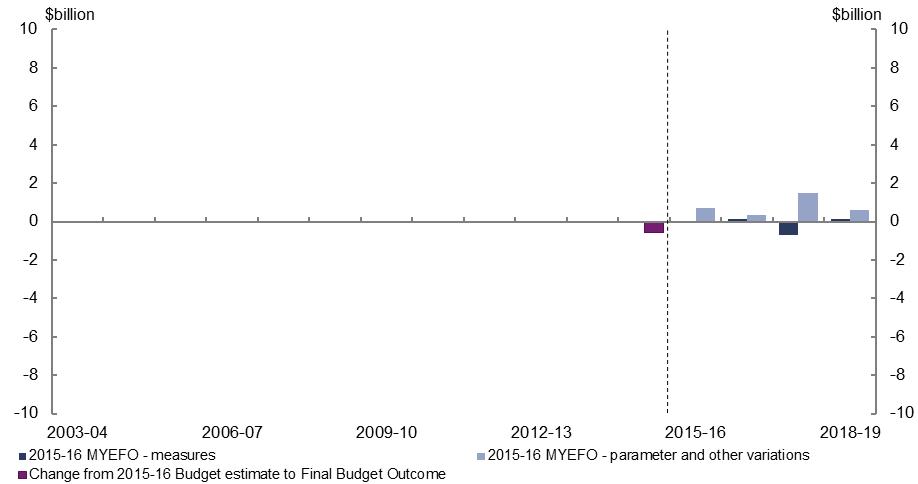 $billion $billion
10 10
8 8
6 6
4 4
2 2
0 0
-2 -2
-4 -4
-6 -6
-8 -8
-10 -10
2003-04 2006-07 2009-10 2012-13 2015-16 2018-19
2015-16 MYEFO - measures 2015-16 MYEFO - parameter and other variations
Change from 2015-16 Budget estimate to Final Budget Outcome